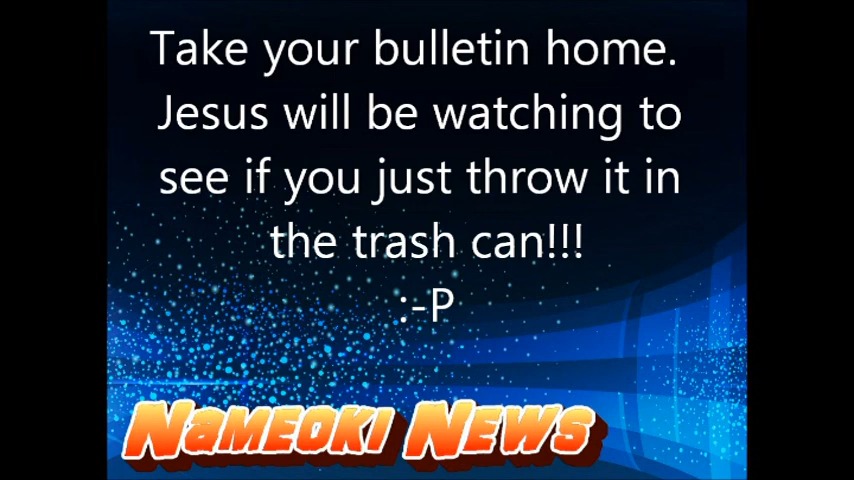 Take your bulletin home.
Jesus will be watching to
see if you just throw it in
the trash can!!!
:-P
NAMEOKI NEWS